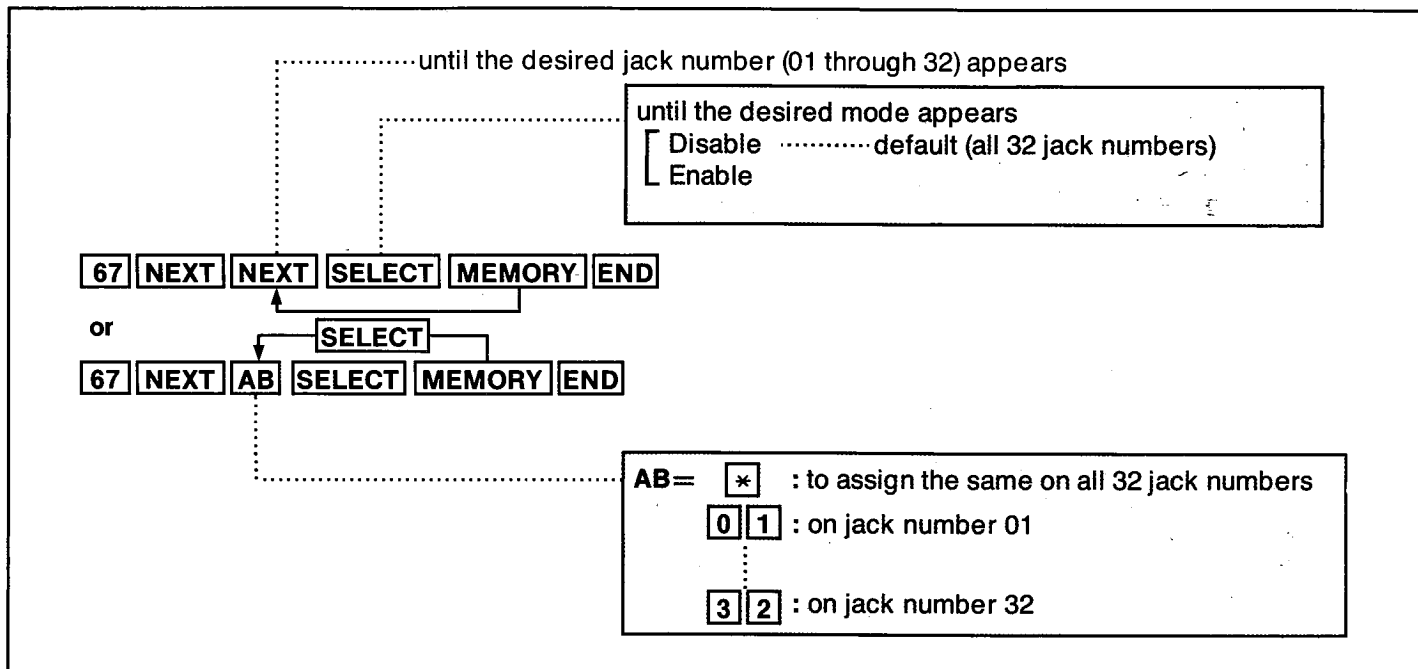 until the desired jack number (01 through 32) appears
until the desired mode appears
Disable ············ default (all 32 jack numbers)
Enable
67 NEXT NEXT SELECT MEMORY END
or
SELECT
67 NEXT AB SELECT MEMORY END
AB= * : to assign the same on all 32 jack numbers
0 1 : on jack number 01
3 2 : on jack number 32